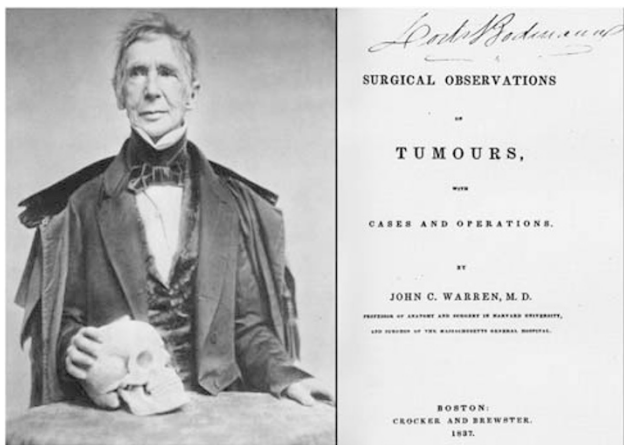 SURGICAL OBSERVATIONS
ON
TUMOURS,
WITH
CASES AND OPERATIONS.
BY
JOHN C. WARREN, M. D.
PROFESSOR OF ANATOMY AND SURGERY IN HARVARD UNIVERSITY,
AND SURGEON OF THE MASSACHUSETTS GENERAL HOSPITAL.
BOSTON:
CROCKER AND BREWSTER.
1837.